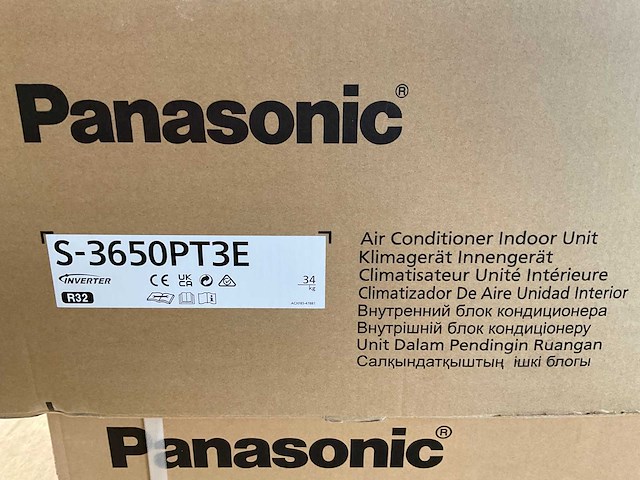 Panasonic®
S-3650PT3E
INVERTER
CE UK CA
34
kg
R32
Air Conditioner Indoor Unit
Klimagerät Innengerät
Climatisateur Unité Intérieure
Climatizador De Aire Unidad Interior
Внутренний блок кондиционера
Внутрішній блок кондиціонеру
Unit Dalam Pendingin Ruangan
Салқындатқыштың ішкі блогы
Panasonic®